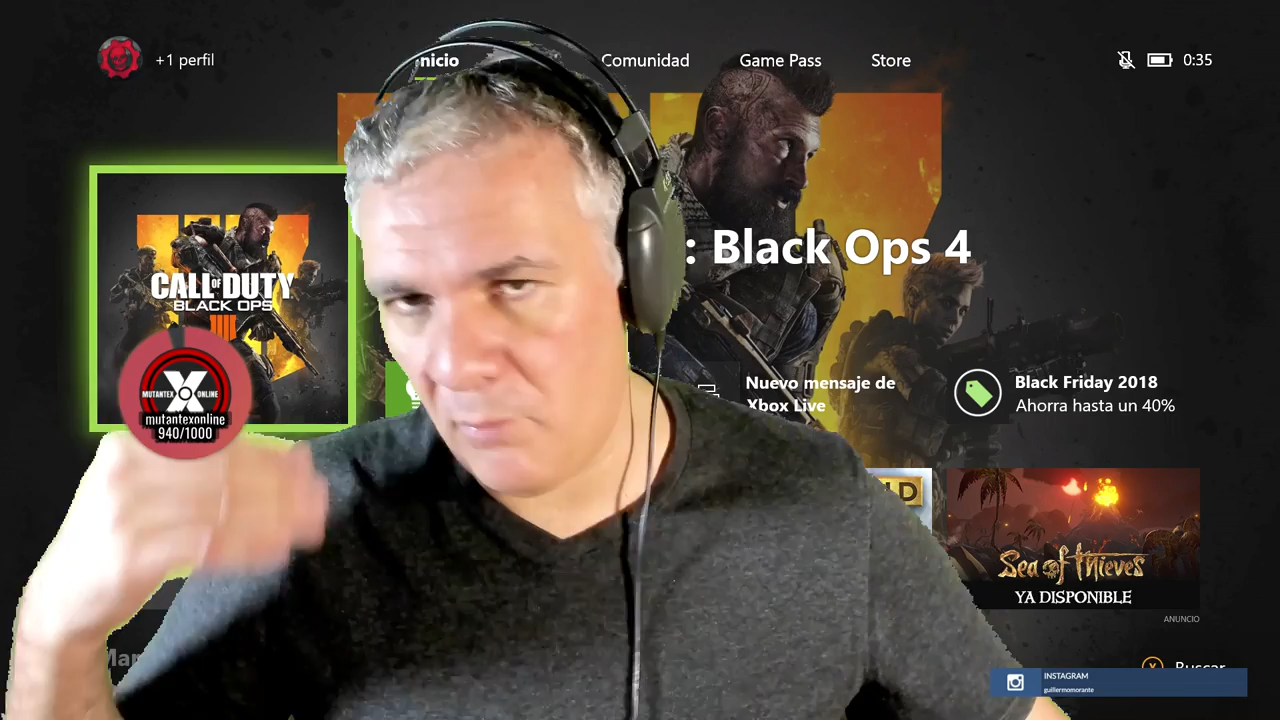 +1 perfil
nicio
Comunidad
Game Pass
Store
0:35
: Black Ops 4
CALL OF DUTY
BLACK OPS
IIII
MUTANTEX ONLINE
mutantexonline
940/1000
Nuevo mensaje de
Xbox Live
Black Friday 2018
Ahorra hasta un 40%
LD
Sea of Thieves
YA DISPONIBLE
ANUNCIO
X Buscar
INSTAGRAM
guillermomorante